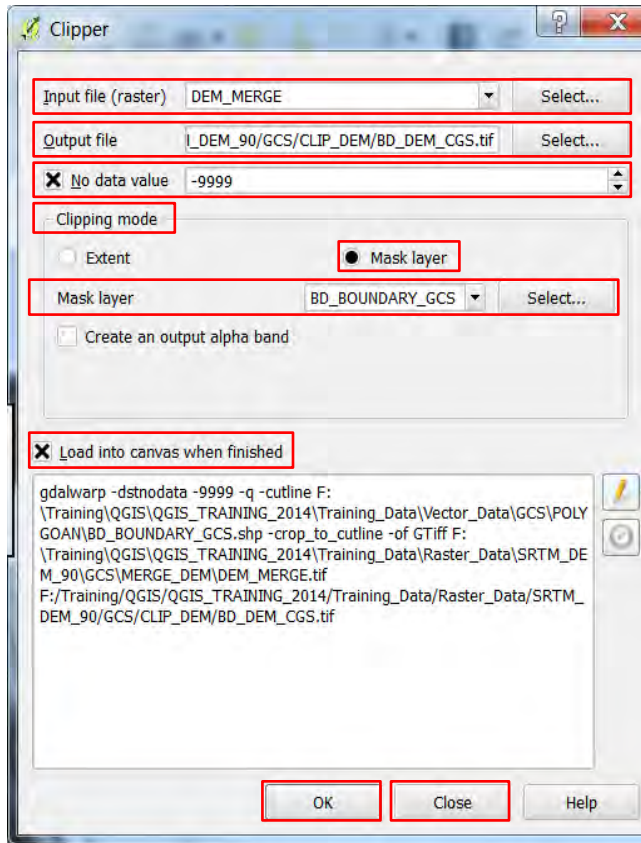 Clipper
Input file (raster) DEM_MERGE Select...
Output file I_DEM_90/GCS/CLIP_DEM/BD_DEM_CGS.tif Select...
No data value -9999
Clipping mode
Extent Mask layer
Mask layer BD_BOUNDARY_GCS Select...
Create an output alpha band
Load into canvas when finished
gdalwarp -dstnodata -9999 -q -cutline F:
\Training\QGIS\QGIS_TRAINING_2014\Training_Data\Vector_Data\GCS\POLY
GOAN\BD_BOUNDARY_GCS.shp -crop_to_cutline -of GTiff F:
\Training\QGIS\QGIS_TRAINING_2014\Training_Data\Raster_Data\SRTM_DE
M_90\GCS\MERGE_DEM\DEM_MERGE.tif
F:/Training/QGIS/QGIS_TRAINING_2014/Training_Data/Raster_Data/SRTM_
DEM_90/GCS/CLIP_DEM/BD_DEM_CGS.tif
OK Close Help